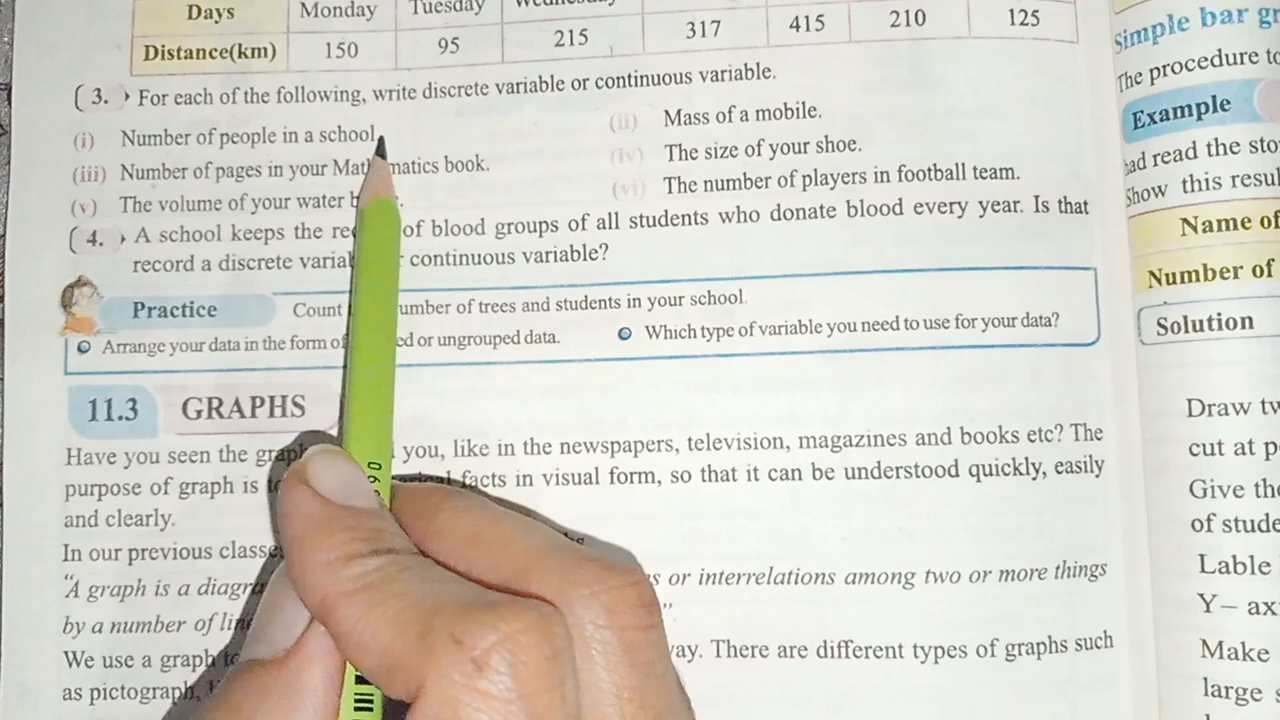 Days Monday Tuesday
Distance(km) 150 95 215 317 415 210 125
( 3. ) For each of the following, write discrete variable or continuous variable.
(i) Number of people in a school. (ii) Mass of a mobile.
(iii) Number of pages in your Mat matics book. (iv) The size of your shoe.
(v) The volume of your water (vi) The number of players in football team.
( 4. ) A school keeps the re of blood groups of all students who donate blood every year. Is that
record a discrete varia continuous variable?
Practice Count umber of trees and students in your school.
Arrange your data in the form of ed or ungrouped data. Which type of variable you need to use for your data?
11.3 GRAPHS
Have you seen the you, like in the newspapers, television, magazines and books etc? The
purpose of graph is facts in visual form, so that it can be understood quickly, easily
and clearly.
In our previous classe
"A graph is a diagra s or interrelations among two or more things
by a number of "
We use a graph ay. There are different types of graphs such
as pictograph,
Simple bar gr
The procedure to
Example
had read the sto
Show this resul
Name of
Number of
Solution
Draw tw
cut at p
Give the
of stude
Lable
Y– ax
Make
large